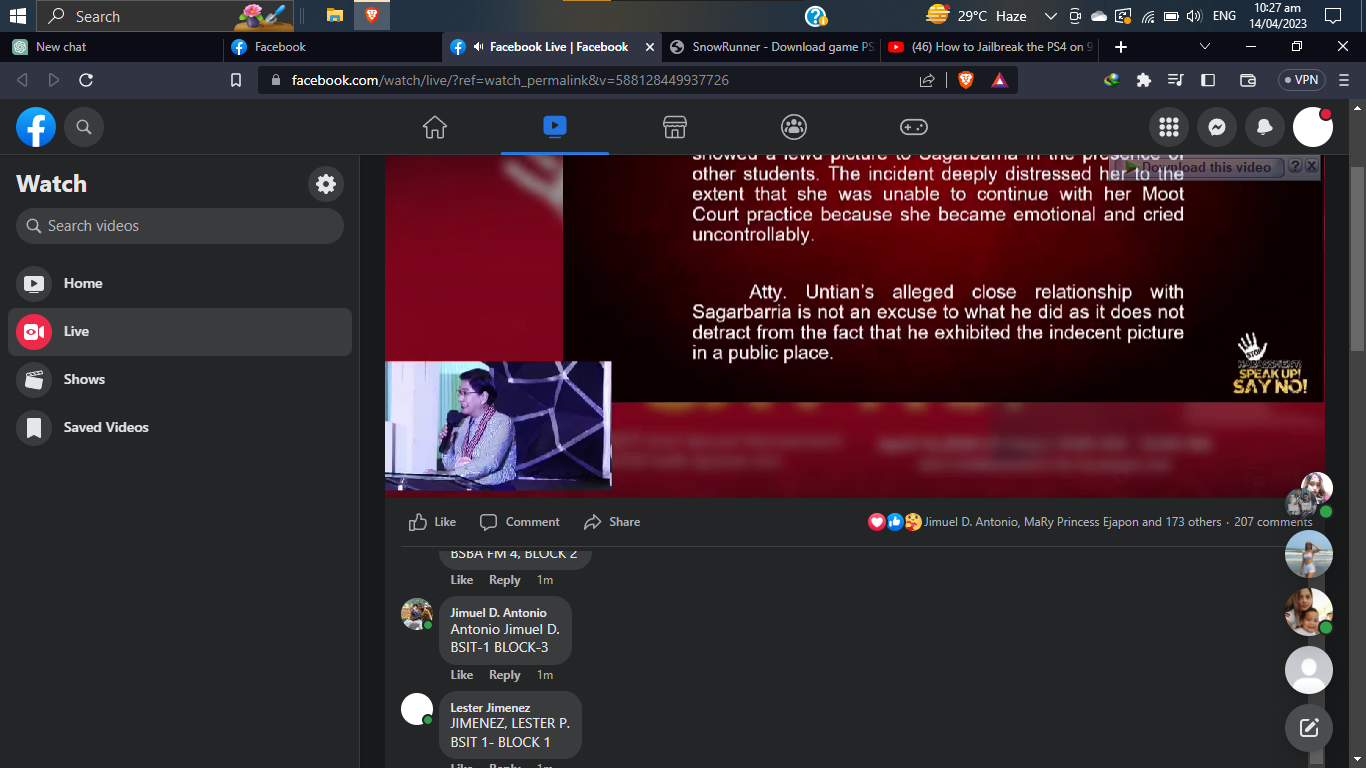 Search
29°C Haze
ENG
10:27 am
14/04/2023
New chat
Facebook
Facebook Live | Facebook
SnowRunner - Download game PS
(46) How to Jailbreak the PS4 on 9
facebook.com/watch/live/?ref=watch_permalink&v=588128449937726
VPN
Watch
Search videos
Home
Live
Shows
Saved Videos
showed a lewd picture to Sagarbarria in the presence of
Download this video
other students. The incident deeply distressed her to the
extent that she was unable to continue with her Moot
Court practice because she became emotional and cried
uncontrollably.
Atty. Untian's alleged close relationship with
Sagarbarria is not an excuse to what he did as it does not
detract from the fact that he exhibited the indecent picture
in a public place.
STOP
HARASSMENT
SPEAK UP!
SAY NO!
Like
Comment
Share
Jimuel D. Antonio, MaRy Princess Ejapon and 173 others · 207 comments
BSBA FM 4, BLOCK 2
Like Reply 1m
Jimuel D. Antonio
Antonio Jimuel D.
BSIT-1 BLOCK-3
Like Reply 1m
Lester Jimenez
JIMENEZ, LESTER P.
BSIT 1- BLOCK 1
Like Reply 1m